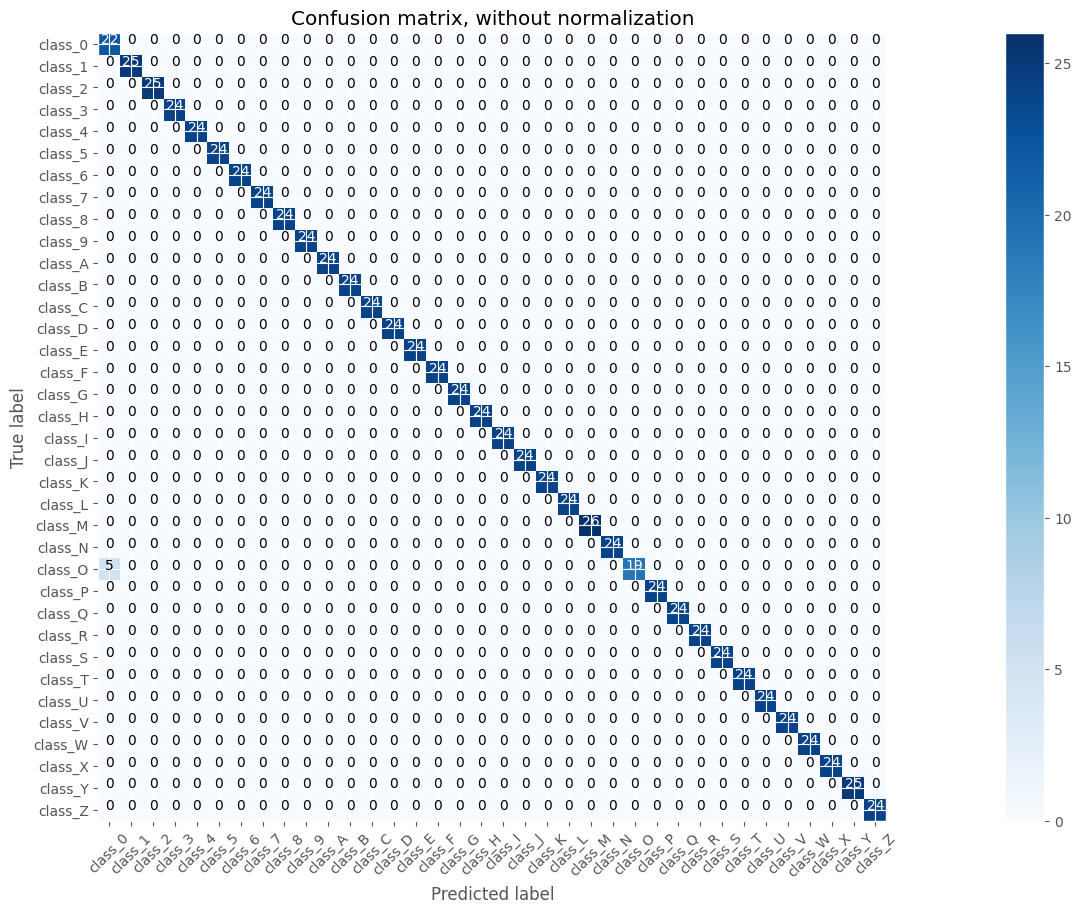 Confusion matrix, without normalization
class_0 22 0 0 0 0 0 0 0 0 0 0 0 0 0 0 0 0 0 0 0 0 0 0 0 0 0 0 0 0 0 0 0 0 0 0 0
class_1 0 25 0 0 0 0 0 0 0 0 0 0 0 0 0 0 0 0 0 0 0 0 0 0 0 0 0 0 0 0 0 0 0 0 0 0
class_2 0 0 25 0 0 0 0 0 0 0 0 0 0 0 0 0 0 0 0 0 0 0 0 0 0 0 0 0 0 0 0 0 0 0 0 0
class_3 0 0 0 24 0 0 0 0 0 0 0 0 0 0 0 0 0 0 0 0 0 0 0 0 0 0 0 0 0 0 0 0 0 0 0 0
class_4 0 0 0 0 24 0 0 0 0 0 0 0 0 0 0 0 0 0 0 0 0 0 0 0 0 0 0 0 0 0 0 0 0 0 0 0
class_5 0 0 0 0 0 24 0 0 0 0 0 0 0 0 0 0 0 0 0 0 0 0 0 0 0 0 0 0 0 0 0 0 0 0 0 0
class_6 0 0 0 0 0 0 24 0 0 0 0 0 0 0 0 0 0 0 0 0 0 0 0 0 0 0 0 0 0 0 0 0 0 0 0 0
class_7 0 0 0 0 0 0 0 24 0 0 0 0 0 0 0 0 0 0 0 0 0 0 0 0 0 0 0 0 0 0 0 0 0 0 0 0
class_8 0 0 0 0 0 0 0 0 24 0 0 0 0 0 0 0 0 0 0 0 0 0 0 0 0 0 0 0 0 0 0 0 0 0 0 0
class_9 0 0 0 0 0 0 0 0 0 24 0 0 0 0 0 0 0 0 0 0 0 0 0 0 0 0 0 0 0 0 0 0 0 0 0 0
class_A 0 0 0 0 0 0 0 0 0 0 24 0 0 0 0 0 0 0 0 0 0 0 0 0 0 0 0 0 0 0 0 0 0 0 0 0
class_B 0 0 0 0 0 0 0 0 0 0 0 24 0 0 0 0 0 0 0 0 0 0 0 0 0 0 0 0 0 0 0 0 0 0 0 0
class_C 0 0 0 0 0 0 0 0 0 0 0 0 24 0 0 0 0 0 0 0 0 0 0 0 0 0 0 0 0 0 0 0 0 0 0 0
class_D 0 0 0 0 0 0 0 0 0 0 0 0 0 24 0 0 0 0 0 0 0 0 0 0 0 0 0 0 0 0 0 0 0 0 0 0
class_E 0 0 0 0 0 0 0 0 0 0 0 0 0 0 24 0 0 0 0 0 0 0 0 0 0 0 0 0 0 0 0 0 0 0 0 0
class_F 0 0 0 0 0 0 0 0 0 0 0 0 0 0 0 24 0 0 0 0 0 0 0 0 0 0 0 0 0 0 0 0 0 0 0 0
class_G 0 0 0 0 0 0 0 0 0 0 0 0 0 0 0 0 24 0 0 0 0 0 0 0 0 0 0 0 0 0 0 0 0 0 0 0
class_H 0 0 0 0 0 0 0 0 0 0 0 0 0 0 0 0 0 24 0 0 0 0 0 0 0 0 0 0 0 0 0 0 0 0 0 0
class_I 0 0 0 0 0 0 0 0 0 0 0 0 0 0 0 0 0 0 24 0 0 0 0 0 0 0 0 0 0 0 0 0 0 0 0 0
class_J 0 0 0 0 0 0 0 0 0 0 0 0 0 0 0 0 0 0 0 24 0 0 0 0 0 0 0 0 0 0 0 0 0 0 0 0
class_K 0 0 0 0 0 0 0 0 0 0 0 0 0 0 0 0 0 0 0 0 24 0 0 0 0 0 0 0 0 0 0 0 0 0 0 0
class_L 0 0 0 0 0 0 0 0 0 0 0 0 0 0 0 0 0 0 0 0 0 24 0 0 0 0 0 0 0 0 0 0 0 0 0 0
class_M 0 0 0 0 0 0 0 0 0 0 0 0 0 0 0 0 0 0 0 0 0 0 26 0 0 0 0 0 0 0 0 0 0 0 0 0
class_N 0 0 0 0 0 0 0 0 0 0 0 0 0 0 0 0 0 0 0 0 0 0 0 24 0 0 0 0 0 0 0 0 0 0 0 0
class_O 5 0 0 0 0 0 0 0 0 0 0 0 0 0 0 0 0 0 0 0 0 0 0 0 19 0 0 0 0 0 0 0 0 0 0 0
class_P 0 0 0 0 0 0 0 0 0 0 0 0 0 0 0 0 0 0 0 0 0 0 0 0 0 24 0 0 0 0 0 0 0 0 0 0
class_Q 0 0 0 0 0 0 0 0 0 0 0 0 0 0 0 0 0 0 0 0 0 0 0 0 0 0 24 0 0 0 0 0 0 0 0 0
class_R 0 0 0 0 0 0 0 0 0 0 0 0 0 0 0 0 0 0 0 0 0 0 0 0 0 0 0 24 0 0 0 0 0 0 0 0
class_S 0 0 0 0 0 0 0 0 0 0 0 0 0 0 0 0 0 0 0 0 0 0 0 0 0 0 0 0 24 0 0 0 0 0 0 0
class_T 0 0 0 0 0 0 0 0 0 0 0 0 0 0 0 0 0 0 0 0 0 0 0 0 0 0 0 0 0 24 0 0 0 0 0 0
class_U 0 0 0 0 0 0 0 0 0 0 0 0 0 0 0 0 0 0 0 0 0 0 0 0 0 0 0 0 0 0 24 0 0 0 0 0
class_V 0 0 0 0 0 0 0 0 0 0 0 0 0 0 0 0 0 0 0 0 0 0 0 0 0 0 0 0 0 0 0 24 0 0 0 0
class_W 0 0 0 0 0 0 0 0 0 0 0 0 0 0 0 0 0 0 0 0 0 0 0 0 0 0 0 0 0 0 0 0 24 0 0 0
class_X 0 0 0 0 0 0 0 0 0 0 0 0 0 0 0 0 0 0 0 0 0 0 0 0 0 0 0 0 0 0 0 0 0 24 0 0
class_Y 0 0 0 0 0 0 0 0 0 0 0 0 0 0 0 0 0 0 0 0 0 0 0 0 0 0 0 0 0 0 0 0 0 0 25 0
class_Z 0 0 0 0 0 0 0 0 0 0 0 0 0 0 0 0 0 0 0 0 0 0 0 0 0 0 0 0 0 0 0 0 0 0 0 24
class_0 class_1 class_2 class_3 class_4 class_5 class_6 class_7 class_8 class_9 class_A class_B class_C class_D class_E class_F class_G class_H class_I class_J class_K class_L class_M class_N class_O class_P class_Q class_R class_S class_T class_U class_V class_W class_X class_Y class_Z
Predicted label
True label
25
20
15
10
5
0